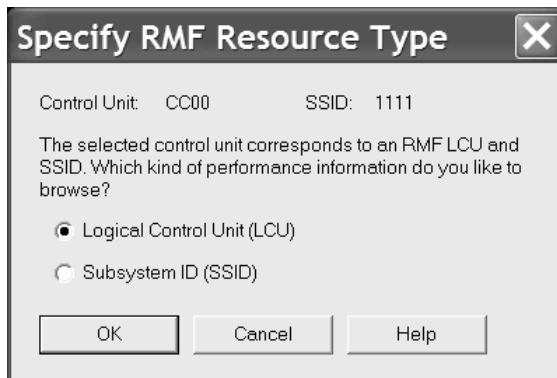 Specify RMF Resource Type
Control Unit: CC00 SSID: 1111
The selected control unit corresponds to an RMF LCU and
SSID. Which kind of performance information do you like to
browse?
Logical Control Unit (LCU)
Subsystem ID (SSID)
OK Cancel Help